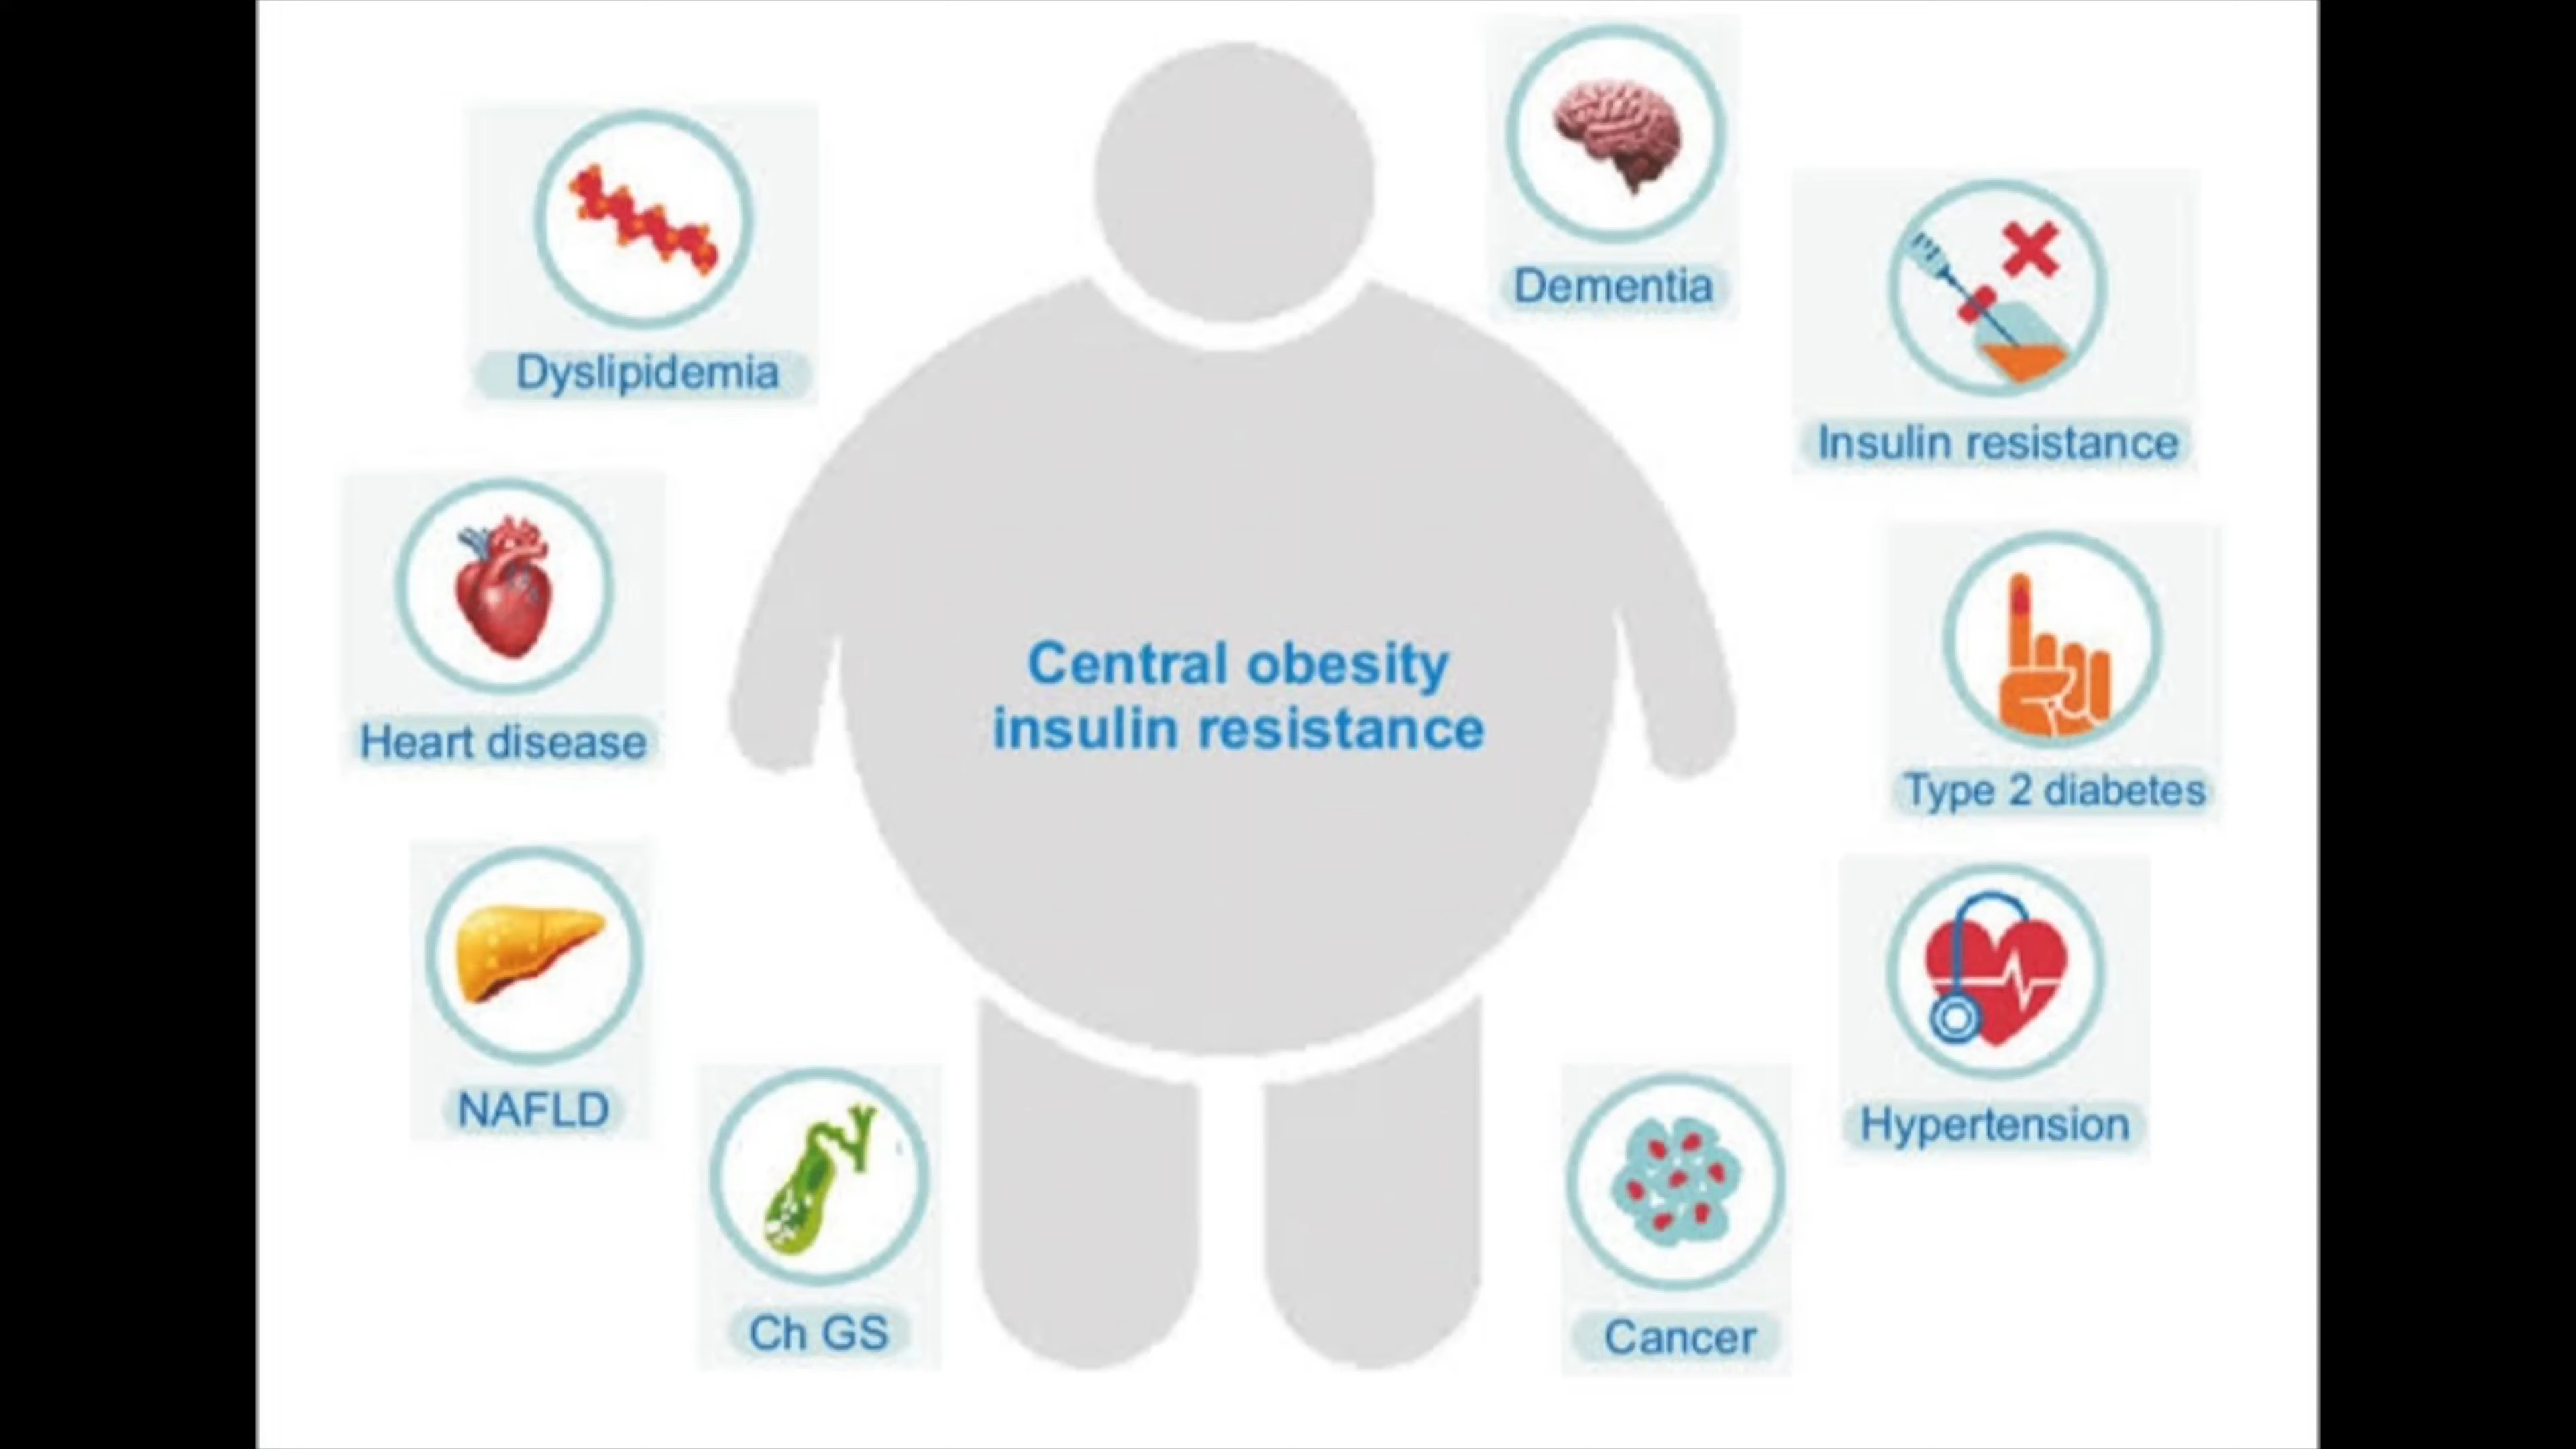 Dementia
Dyslipidemia
Insulin resistance
Heart disease
Central obesity
insulin resistance
Type 2 diabetes
NAFLD
Hypertension
Ch GS
Cancer